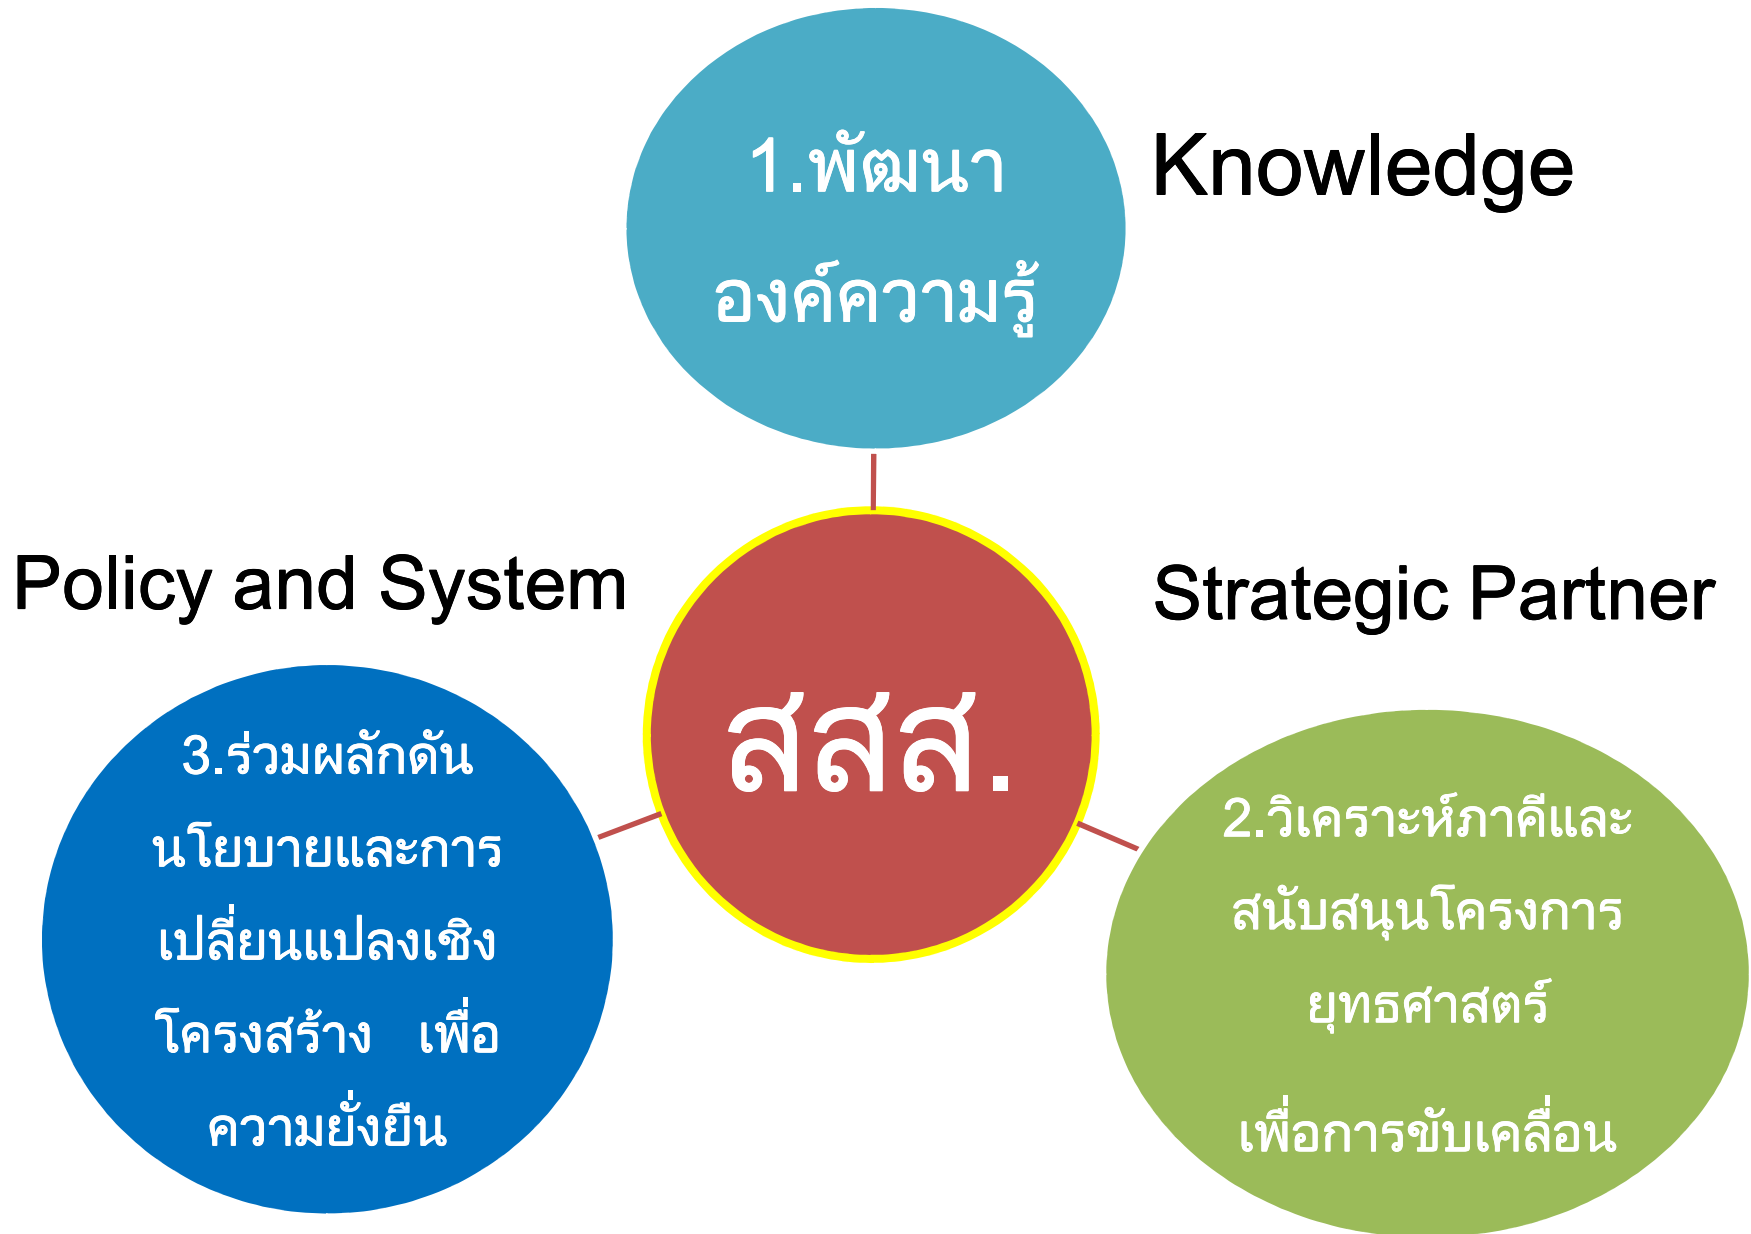 1.พัฒนา
องค์ความรู้
Knowledge
Policy and System
Strategic Partner
สสส.
3.ร่วมผลักดัน
นโยบายและการ
เปลี่ยนแปลงเชิง
โครงสร้าง เพื่อ
ความยั่งยืน
2.วิเคราะห์ภาคีและ
สนับสนุนโครงการ
ยุทธศาสตร์
เพื่อการขับเคลื่อน